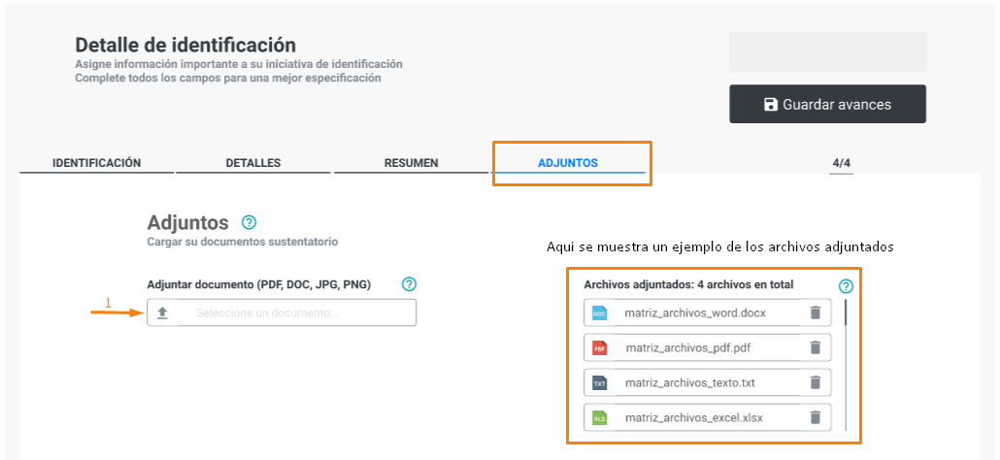 Detalle de identificación
Asigne información importante a su iniciativa de identificación
Complete todos los campos para una mejor especificación
Guardar avances
IDENTIFICACIÓN
DETALLES
RESUMEN
ADJUNTOS
4/4
Adjuntos ?
Cargar su documentos sustentatorio
Adjuntar documento (PDF, DOC, JPG, PNG) ?
1
Seleccione un documento...
Aqui se muestra un ejemplo de los archivos adjuntados
Archivos adjuntados: 4 archivos en total ?
DOC matriz_archivos_word.docx
PDF matriz_archivos_pdf.pdf
TXT matriz_archivos_texto.txt
XLS matriz_archivos_excel.xlsx